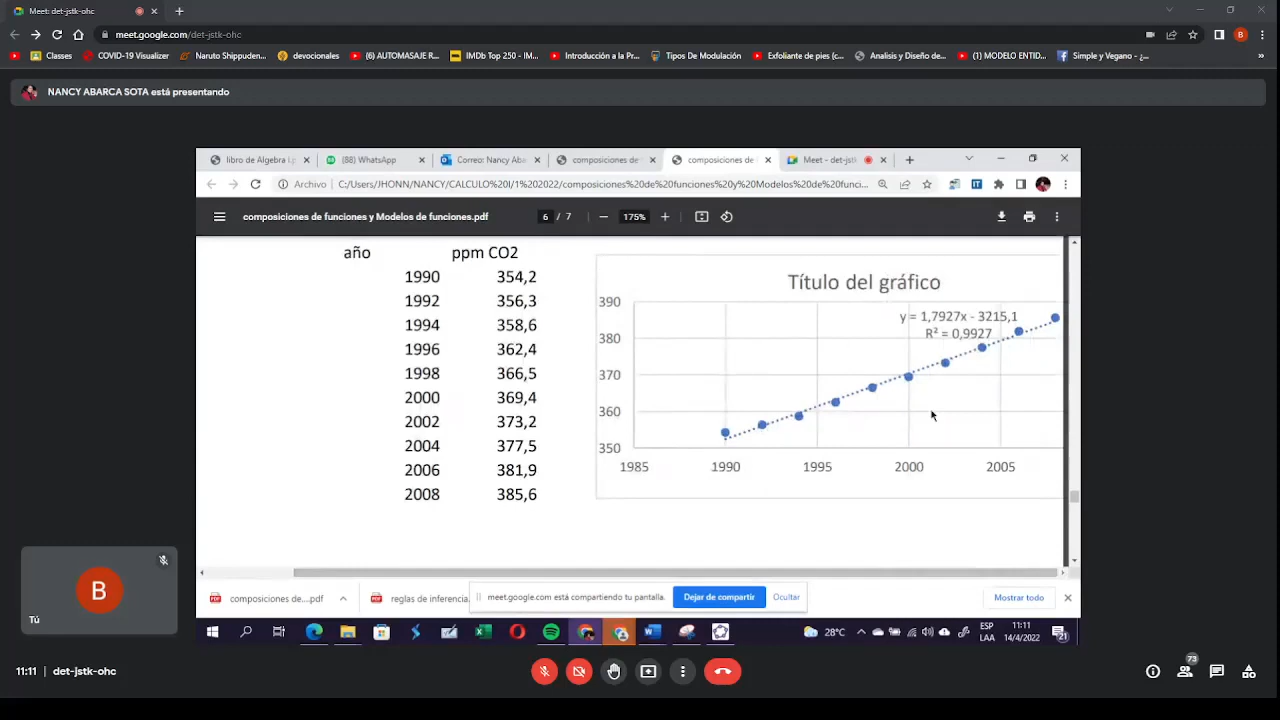 Meet: det-jstk-ohc
meet.google.com/det-jstk-ohc
Classes
COVID-19 Visualizer
Naruto Shippuden...
devocionales
(6) AUTOMASAJE R...
IMDb Top 250 - IM...
Introducción a la Pr...
Tipos De Modulación
Exfoliante de pies (c...
Analisis y Diseño de...
(1) MODELO ENTID...
Simple y Vegano - ¿...
»
NANCY ABARCA SOTA está presentando
libro de Algebra I.p
(88) WhatsApp
Correo: Nancy Aba
composiciones de
composiciones de
Meet - det-jstk
Archivo
C:/Users/JHONN/NANCY/CALCULO%20I/1%202022/composiciones%20de%20funciones%20y%20Modelos%20de%20funci...
composiciones de funciones y Modelos de funciones.pdf
6 / 7
175%
año ppm CO2
1990 354,2
1992 356,3
1994 358,6
1996 362,4
1998 366,5
2000 369,4
2002 373,2
2004 377,5
2006 381,9
2008 385,6
Título del gráfico
y = 1,7927x - 3215,1
R² = 0,9927
390
380
370
360
350
1985 1990 1995 2000 2005
composiciones de....pdf
reglas de inferencia.
meet.google.com está compartiendo tu pantalla.
Dejar de compartir
Ocultar
Mostrar todo
28°C
ESP
LAA
11:11
14/4/2022
21
B
Tú
11:11 | det-jstk-ohc
73